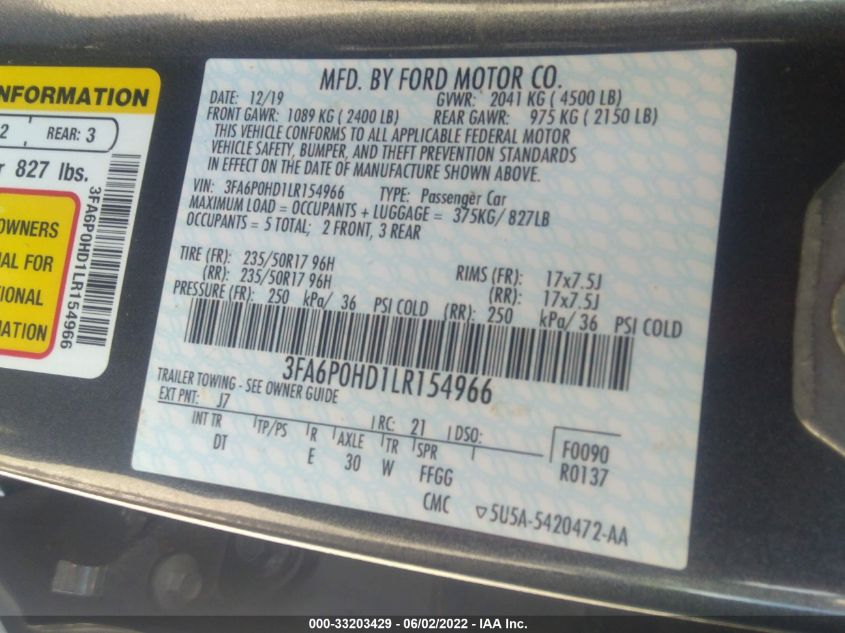 INFORMATION
2 REAR: 3
827 lbs.
OWNERS
FOR
3FA6P0HD1LR154966
MFD. BY FORD MOTOR CO.
12/19 GVWR: 2041 KG ( 4500 LB)
FRONT GAWR: 1089 KG ( 2400 LB) REAR GAWR: 975 KG ( 2150 LB)
THIS VEHICLE CONFORMS TO ALL APPLICABLE FEDERAL MOTOR
VEHICLE SAFETY, BUMPER, AND THEFT PREVENTION STANDARDS
IN EFFECT ON THE DATE OF MANUFACTURE SHOWN ABOVE.
VIN: 3FA6P0HD1LR154966 TYPE: Passenger Car
MAXIMUM LOAD = OCCUPANTS + LUGGAGE = 375KG/ 827LB
OCCUPANTS = 5 TOTAL; 2 FRONT, 3 REAR
TIRE (FR): 235/50R17 96H RIMS (FR): 17x7.5J
(RR): 235/50R17 96H (RR): 17x7.5J
PRESSURE (FR): 250 kPa/ 36 PSI COLD (RR): 250 kPa/ 36 PSI COLD
3FA6P0HD1LR154966
TRAILER TOWING - SEE OWNER GUIDE
EXT PNT: J7 RC: 21 DSO:
INT TR TP/PS R AXLE TR SPR F0090
DT E 30 W FFGG R0137
CMC ▽5U5A-5420472-AA
000-33203429 - 06/02/2022 - IAA Inc.